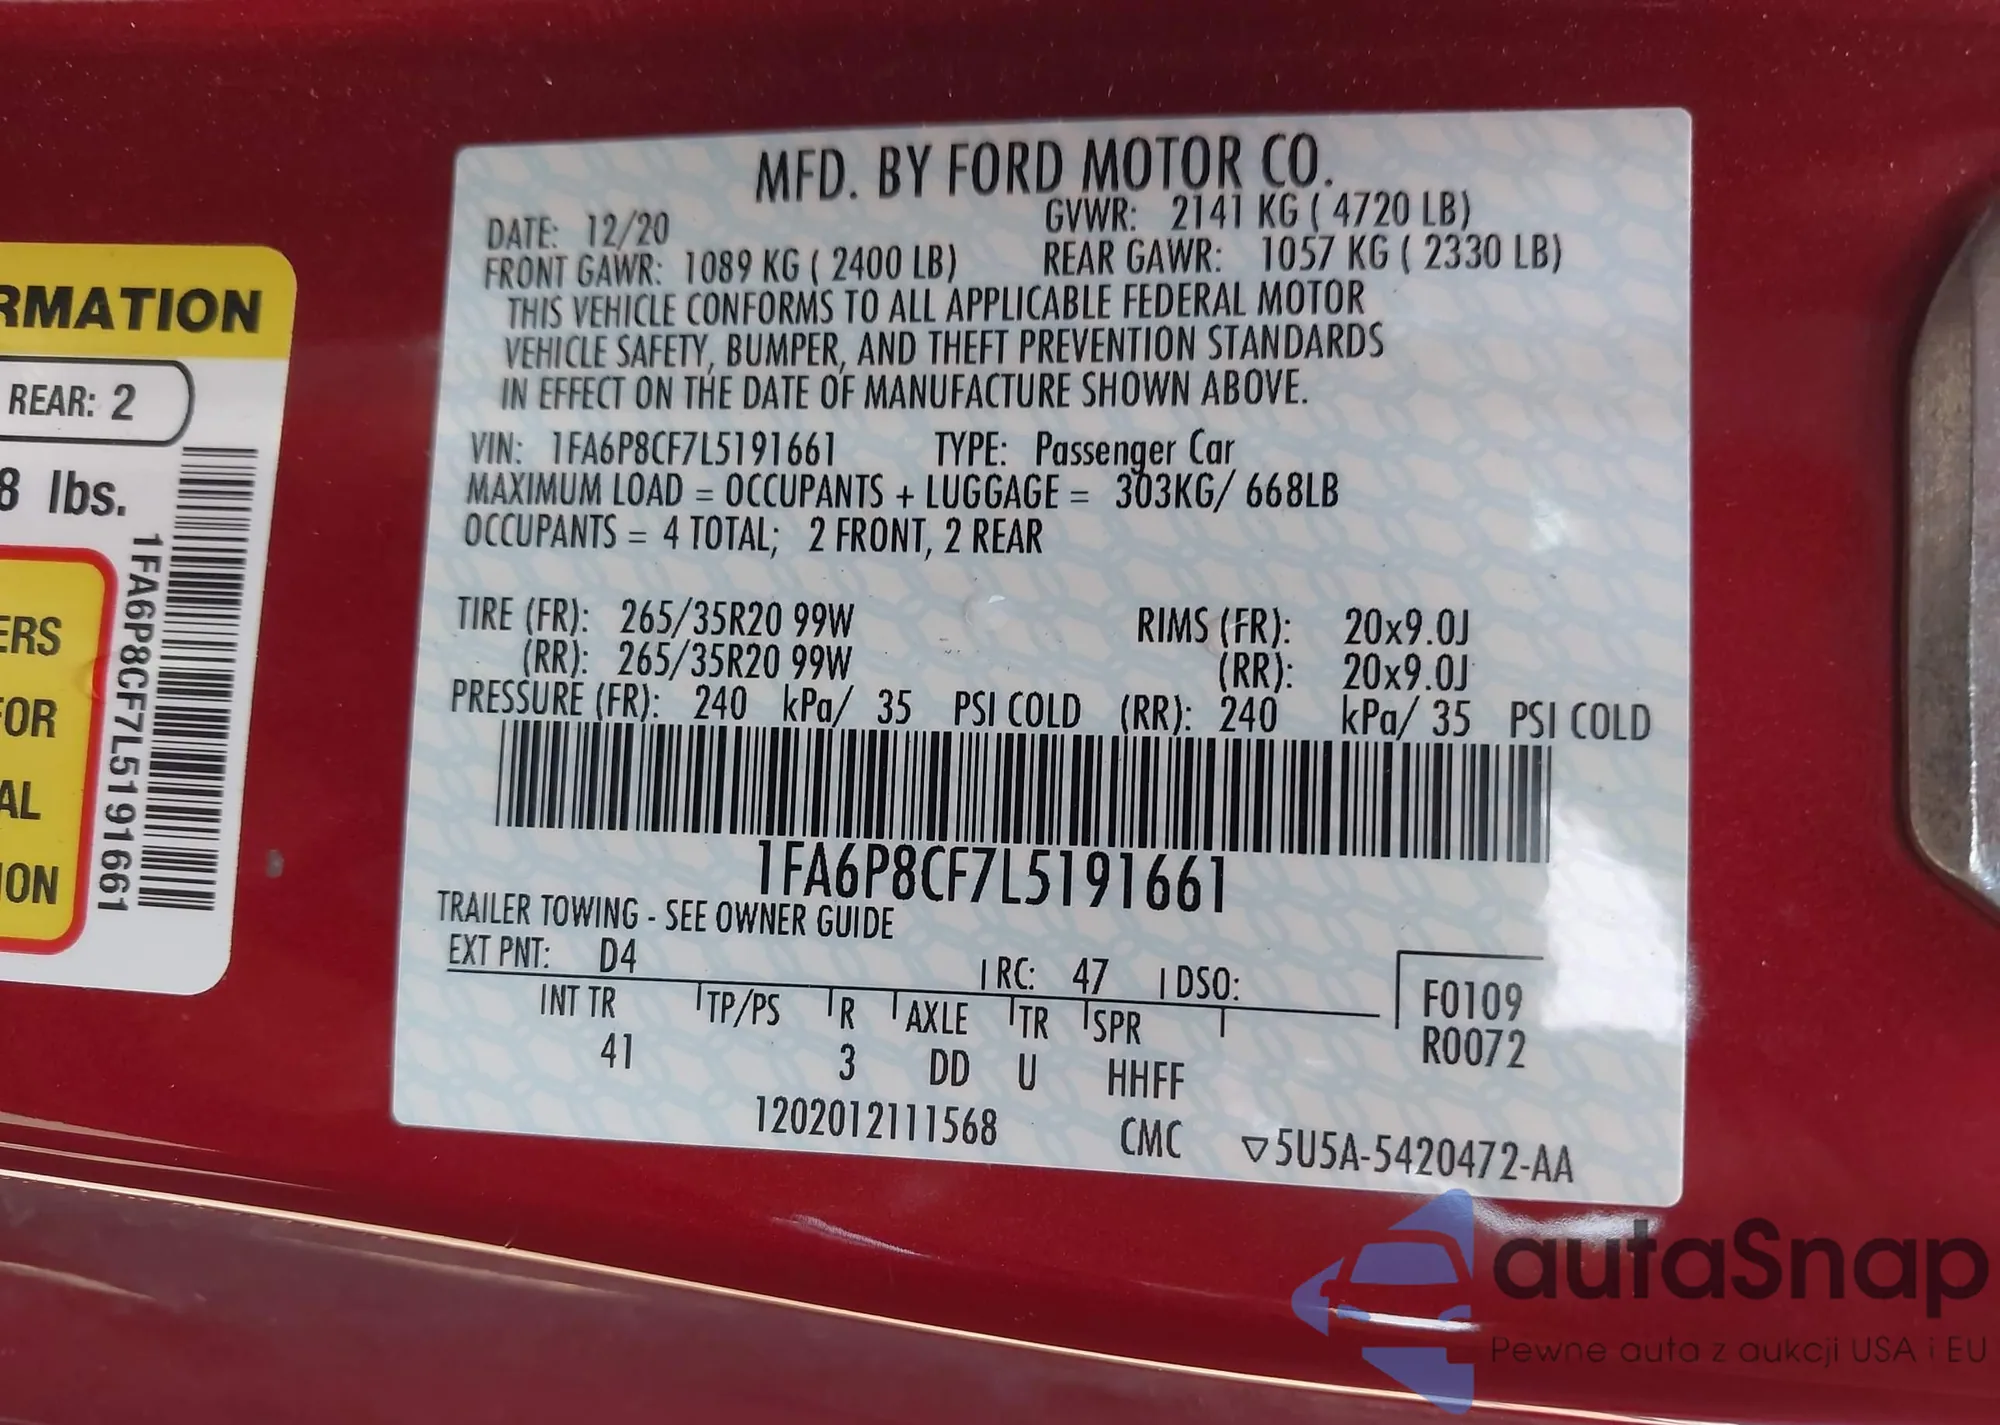 MFD. BY FORD MOTOR CO.
DATE: 12/20 GVWR: 2141 KG ( 4720 LB)
FRONT GAWR: 1089 KG ( 2400 LB) REAR GAWR: 1057 KG ( 2330 LB)
THIS VEHICLE CONFORMS TO ALL APPLICABLE FEDERAL MOTOR
VEHICLE SAFETY, BUMPER, AND THEFT PREVENTION STANDARDS
IN EFFECT ON THE DATE OF MANUFACTURE SHOWN ABOVE.
VIN: 1FA6P8CF7L5191661 TYPE: Passenger Car
MAXIMUM LOAD = OCCUPANTS + LUGGAGE = 303KG/ 668LB
OCCUPANTS = 4 TOTAL; 2 FRONT, 2 REAR
TIRE (FR): 265/35R20 99W RIMS (FR): 20x9.0J
(RR): 265/35R20 99W (RR): 20x9.0J
PRESSURE (FR): 240 kPa/ 35 PSI COLD (RR): 240 kPa/ 35 PSI COLD
1FA6P8CF7L5191661
TRAILER TOWING - SEE OWNER GUIDE
EXT PNT: D4 RC: 47 DSO:
INT TR TP/PS R AXLE TR SPR
41 3 DD U HHFF
F0109
R0072
1202012111568 CMC ▽5U5A-5420472-AA
RMATION
REAR: 2
8 lbs.
ERS
FOR
AL
ION
1FA6P8CF7L5191661
autaSnap
Pewne auta z aukcji USA i EU